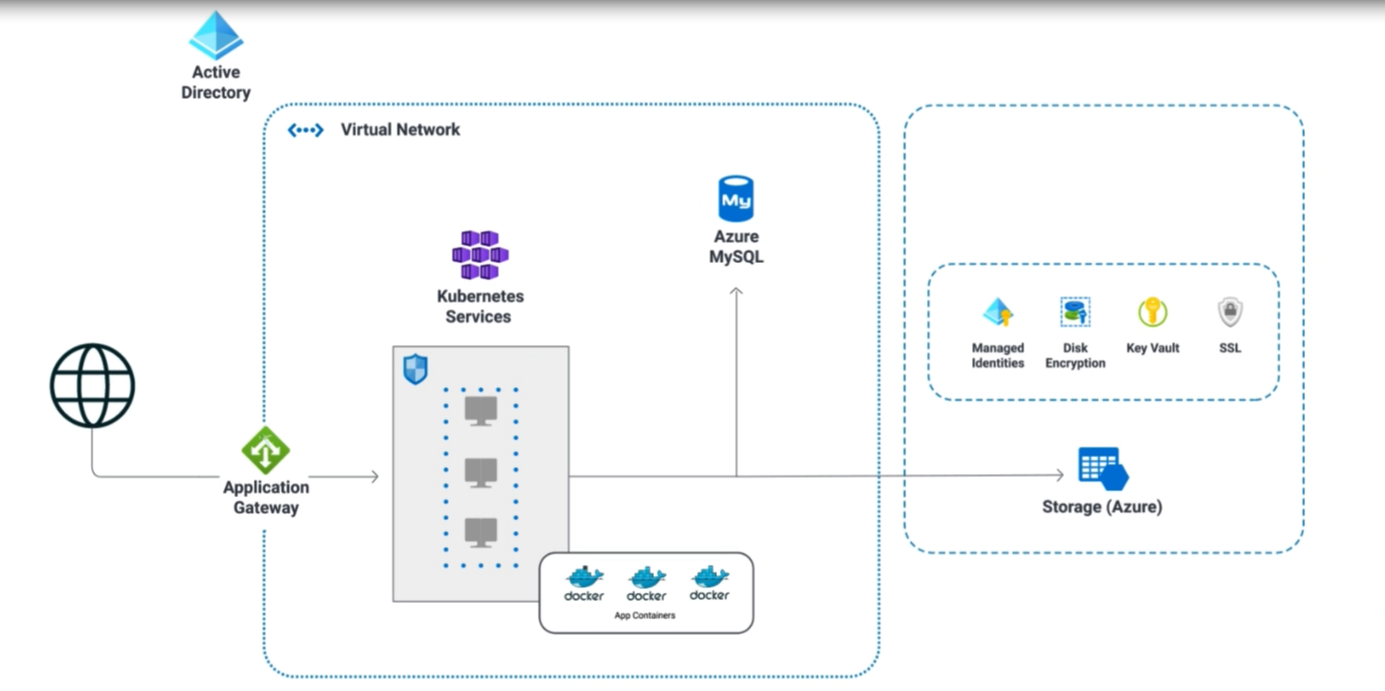 Active
Directory
Virtual Network
My
Azure
MySQL
Kubernetes
Services
Managed
Identities
Disk
Encryption
Key Vault
SSL
Application
Gateway
Storage (Azure)
docker
docker
docker
App Containers